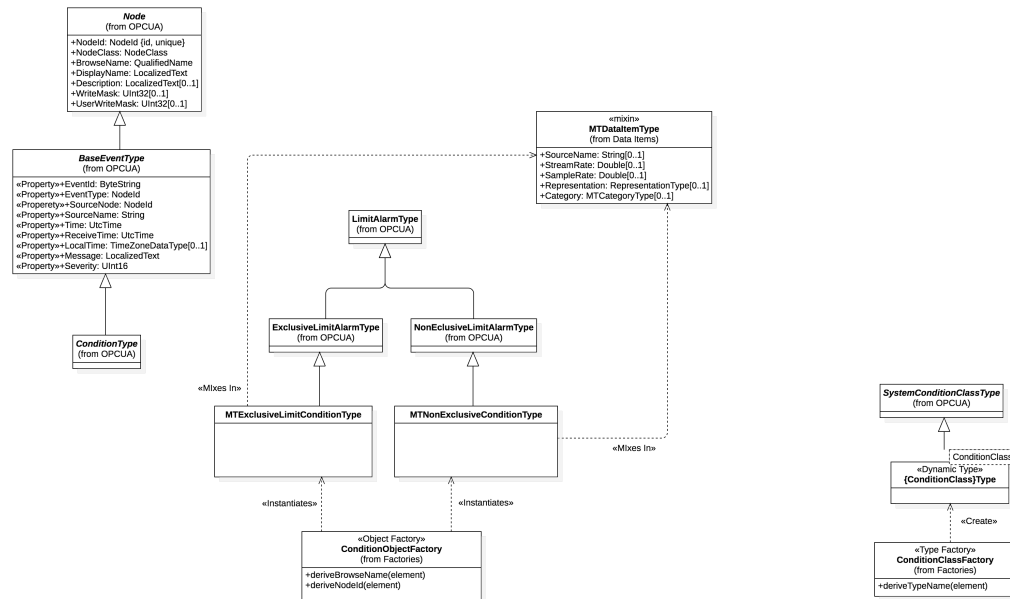 Node
(from OPCUA)
+NodeId: NodeId {id, unique}
+NodeClass: NodeClass
+BrowseName: QualifiedName
+DisplayName: LocalizedText
+Description: LocalizedText[0..1]
+WriteMask: UInt32[0..1]
+UserWriteMask: UInt32[0..1]
BaseEventType
(from OPCUA)
«Property»+EventId: ByteString
«Property»+EventType: NodeId
«Properety»+SourceNode: NodeId
«Property»+SourceName: String
«Property»+Time: UtcTime
«Property»+ReceiveTime: UtcTime
«Property»+LocalTime: TimeZoneDataType[0..1]
«Property»+Message: LocalizedText
«Property»+Severity: UInt16
ConditionType
(from OPCUA)
«mixin»
MTDataItemType
(from Data Items)
+SourceName: String[0..1]
+StreamRate: Double[0..1]
+SampleRate: Double[0..1]
+Representation: RepresentationType[0..1]
+Category: MTCategoryType[0..1]
LimitAlarmType
(from OPCUA)
ExclusiveLimitAlarmType
(from OPCUA)
NonEclusiveLimitAlarmType
(from OPCUA)
«MIxes In»
MTExclusiveLimitConditionType
MTNonExclusiveConditionType
«MIxes In»
«Instantiates»
«Instantiates»
«Object Factory»
ConditionObjectFactory
(from Factories)
+deriveBrowseName(element)
+deriveNodeId(element)
SystemConditionClassType
(from OPCUA)
ConditionClass
«Dynamic Type»
{ConditionClass}Type
«Create»
«Type Factory»
ConditionClassFactory
(from Factories)
+deriveTypeName(element)